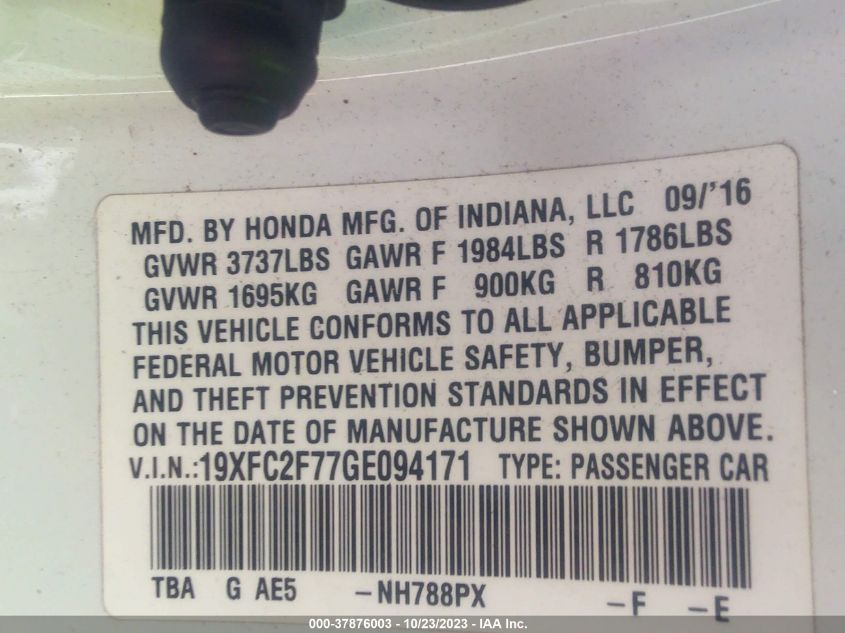 MFD. BY HONDA MFG. OF INDIANA, LLC 09/'16
GVWR 3737LBS GAWR F 1984LBS R 1786LBS
GVWR 1695KG GAWR F 900KG R 810KG
THIS VEHICLE CONFORMS TO ALL APPLICABLE
FEDERAL MOTOR VEHICLE SAFETY, BUMPER,
AND THEFT PREVENTION STANDARDS IN EFFECT
ON THE DATE OF MANUFACTURE SHOWN ABOVE.
V.I.N.:19XFC2F77GE094171 TYPE: PASSENGER CAR
TBA G AE5 -NH788PX -F -E
000-37876003 - 10/23/2023 - IAA Inc.